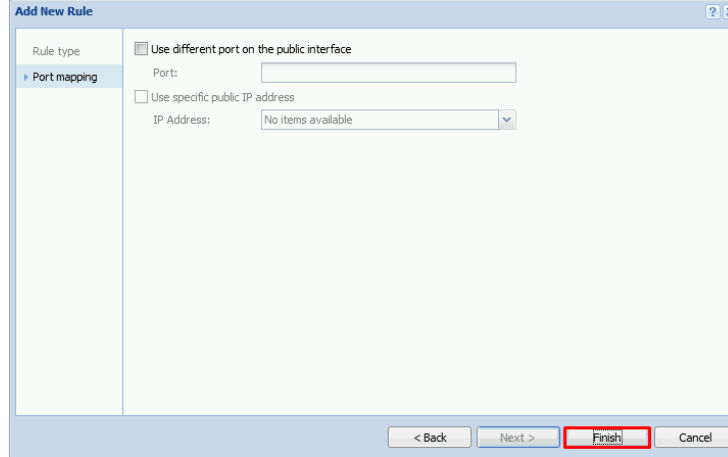 Add New Rule
?
Rule type
Port mapping
Use different port on the public interface
Port:
Use specific public IP address
IP Address: No items available
< Back Next > Finish Cancel